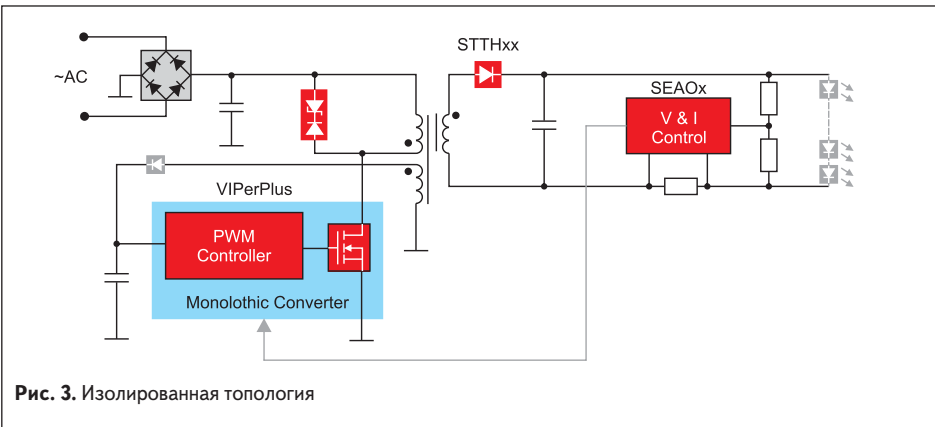 STTHxx
~AC
SEAOx
V & I
Control
VIPerPlus
PWM
Controller
Monolothic Converter
Рис. 3. Изолированная топология